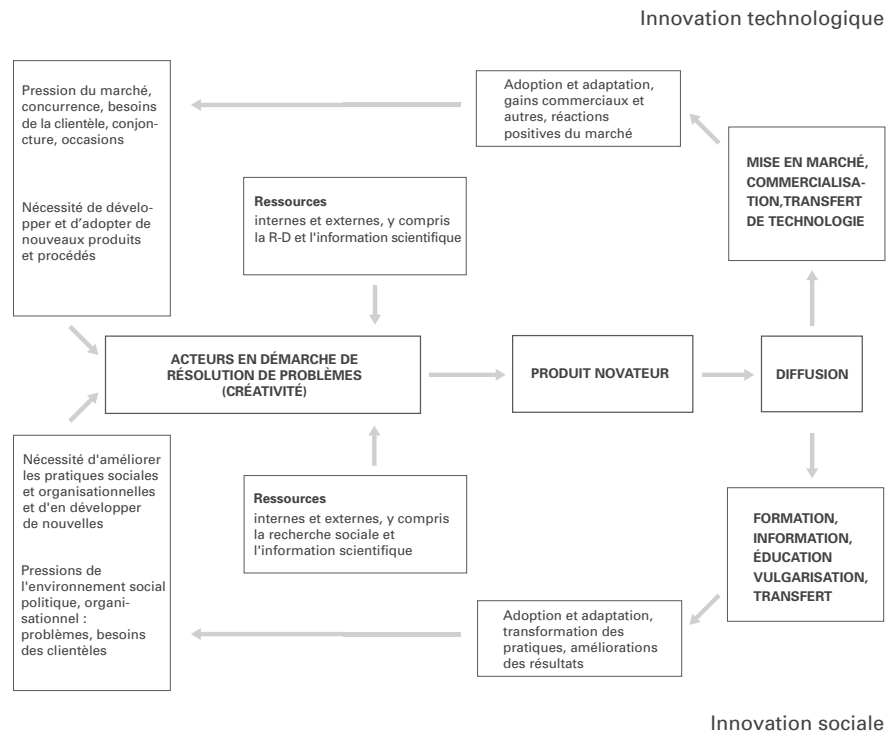 Innovation technologique
Pression du marché,
concurrence, besoins
de la clientèle, conjon-
cture, occasions
Nécessité de dévelo-
pper et d'adopter de
nouveaux produits
et procédés
Adoption et adaptation,
gains commerciaux et
autres, réactions
positives du marché
MISE EN MARCHÉ,
COMMERCIALISA-
TION,TRANSFERT
DE TECHNOLOGIE
Ressources
internes et externes, y compris
la R-D et l'information scientifique
ACTEURS EN DÉMARCHE DE
RÉSOLUTION DE PROBLÈMES
(CRÉATIVITÉ)
PRODUIT NOVATEUR
DIFFUSION
Nécessité d'améliorer
les pratiques sociales
et organisationnelles
et d'en développer
de nouvelles
Pressions de
l'environnement social
politique, organi-
sationnel :
problèmes, besoins
des clientèles
Ressources
internes et externes, y compris
la recherche sociale et
l'information scientifique
FORMATION,
INFORMATION,
ÉDUCATION
VULGARISATION,
TRANSFERT
Adoption et adaptation,
transformation des
pratiques, améliorations
des résultats
Innovation sociale